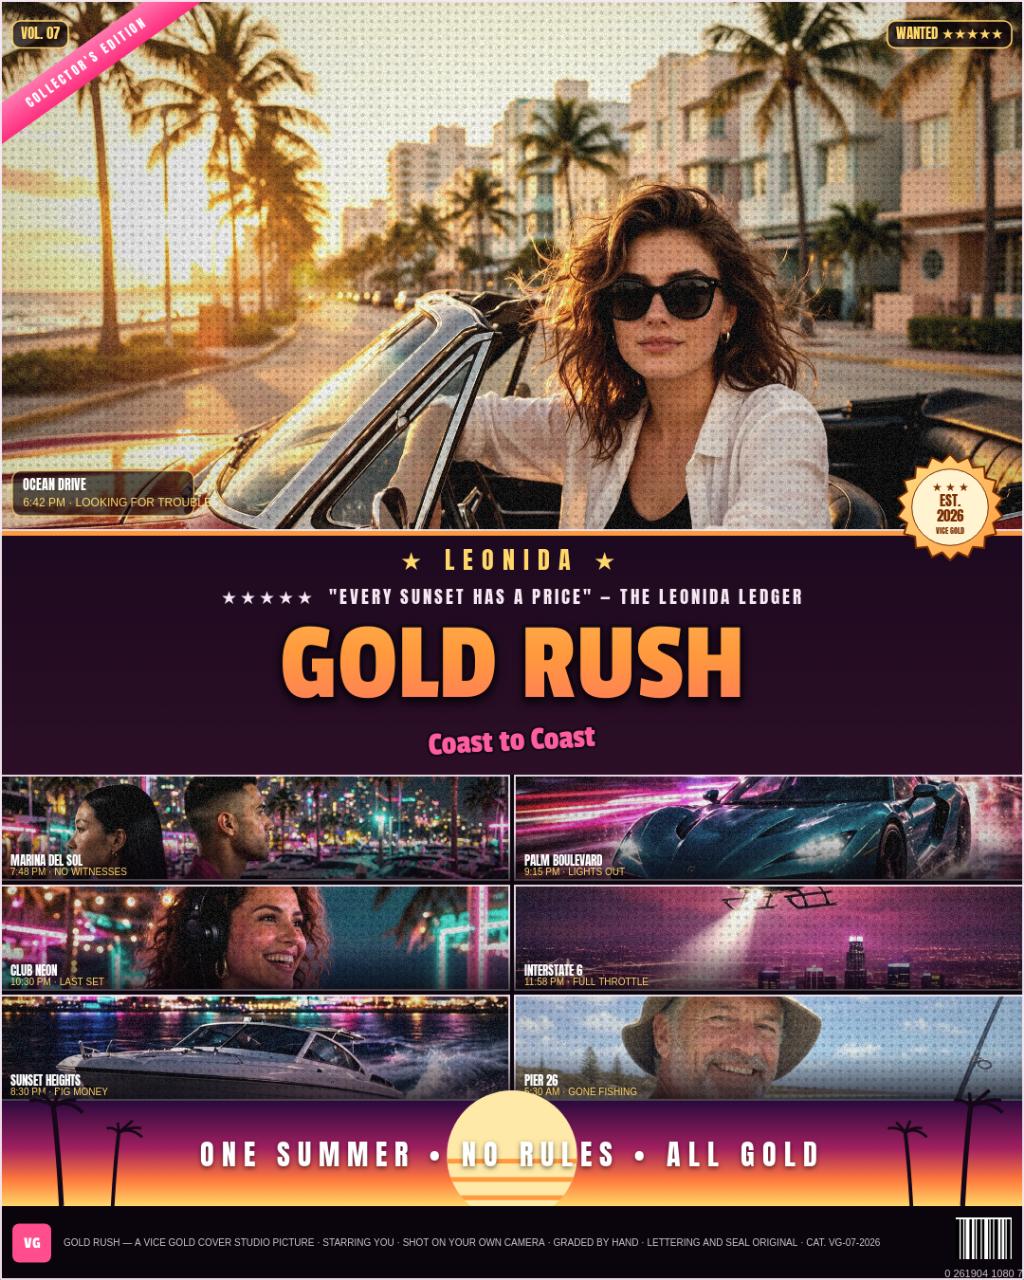 VOL. 07
COLLECTOR'S EDITION
WANTED ★★★★★
OCEAN DRIVE
6:42 PM · LOOKING FOR TROUBLE
★ ★ ★
EST.
2026
VICE GOLD
★ LEONIDA ★
★★★★★ "EVERY SUNSET HAS A PRICE" – THE LEONIDA LEDGER
GOLD RUSH
Coast to Coast
MARINA DEL SOL
7:48 PM · NO WITNESSES
PALM BOULEVARD
9:15 PM · LIGHTS OUT
CLUB NEON
10:30 PM · LAST SET
INTERSTATE 6
11:58 PM · FULL THROTTLE
SUNSET HEIGHTS
8:30 PM · BIG MONEY
PIER 26
5:30 AM · GONE FISHING
ONE SUMMER • NO RULES • ALL GOLD
VG
GOLD RUSH — A VICE GOLD COVER STUDIO PICTURE · STARRING YOU · SHOT ON YOUR OWN CAMERA · GRADED BY HAND · LETTERING AND SEAL ORIGINAL · CAT. VG-07-2026
0 261904 1080 7